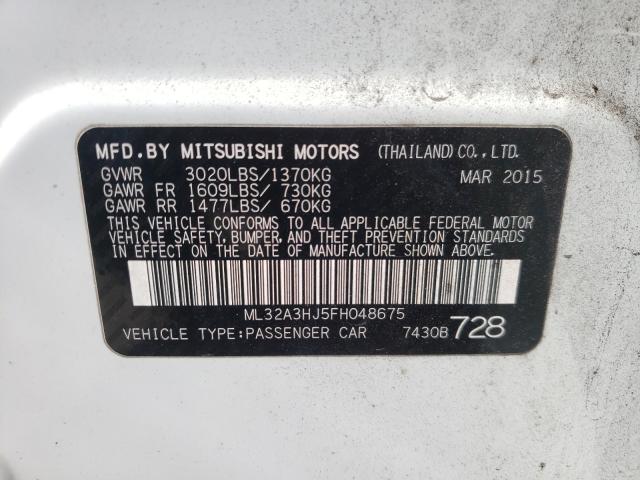 MFD.BY MITSUBISHI MOTORS (THAILAND) CO.,LTD.
GVWR 3020LBS/1370KG MAR 2015
GAWR FR 1609LBS/ 730KG
GAWR RR 1477LBS/ 670KG
THIS VEHICLE CONFORMS TO ALL APPLICABLE FEDERAL MOTOR
VEHICLE SAFETY, BUMPER, AND THEFT PREVENTION STANDARDS
IN EFFECT ON THE DATE OF MANUFACTURE SHOWN ABOVE.
ML32A3HJ5FH048675
VEHICLE TYPE:PASSENGER CAR 7430B 728